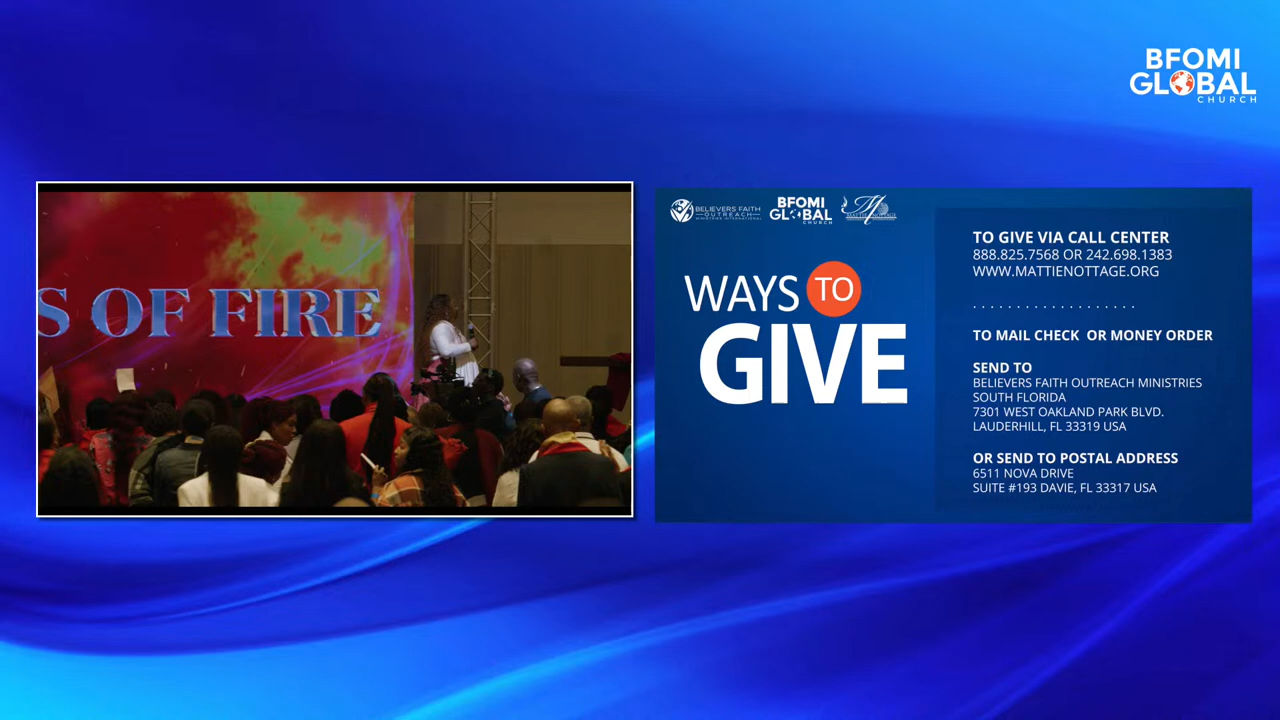 BFOMI
GLOBAL
CHURCH
S OF FIRE
BELIEVERS FAITH
OUTREACH
MINISTRIES INTERNATIONAL
BFOMI
GLOBAL
CHURCH
WAYS TO
GIVE
TO GIVE VIA CALL CENTER
888.825.7568 OR 242.698.1383
WWW.MATTIENOTTAGE.ORG
. . . . . . . . . . . . . . . . . . .
TO MAIL CHECK OR MONEY ORDER
SEND TO
BELIEVERS FAITH OUTREACH MINISTRIES
SOUTH FLORIDA
7301 WEST OAKLAND PARK BLVD.
LAUDERHILL, FL 33319 USA
OR SEND TO POSTAL ADDRESS
6511 NOVA DRIVE
SUITE #193 DAVIE, FL 33317 USA